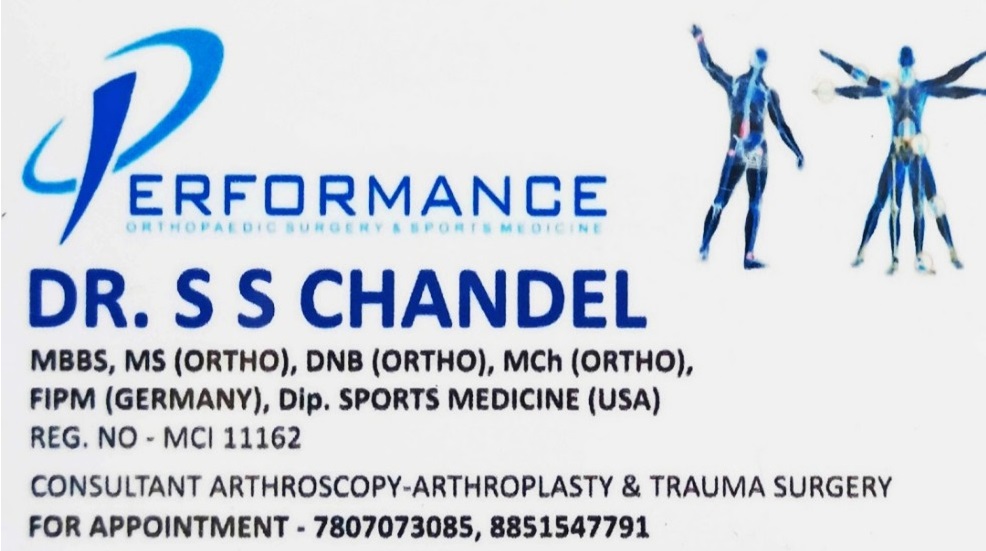 PERFORMANCE
ORTHOPAEDIC SURGERY & SPORTS MEDICINE
DR. S S CHANDEL
MBBS, MS (ORTHO), DNB (ORTHO), MCh (ORTHO),
FIPM (GERMANY), Dip. SPORTS MEDICINE (USA)
REG. NO - MCI 11162
CONSULTANT ARTHROSCOPY-ARTHROPLASTY & TRAUMA SURGERY
FOR APPOINTMENT - 7807073085, 8851547791